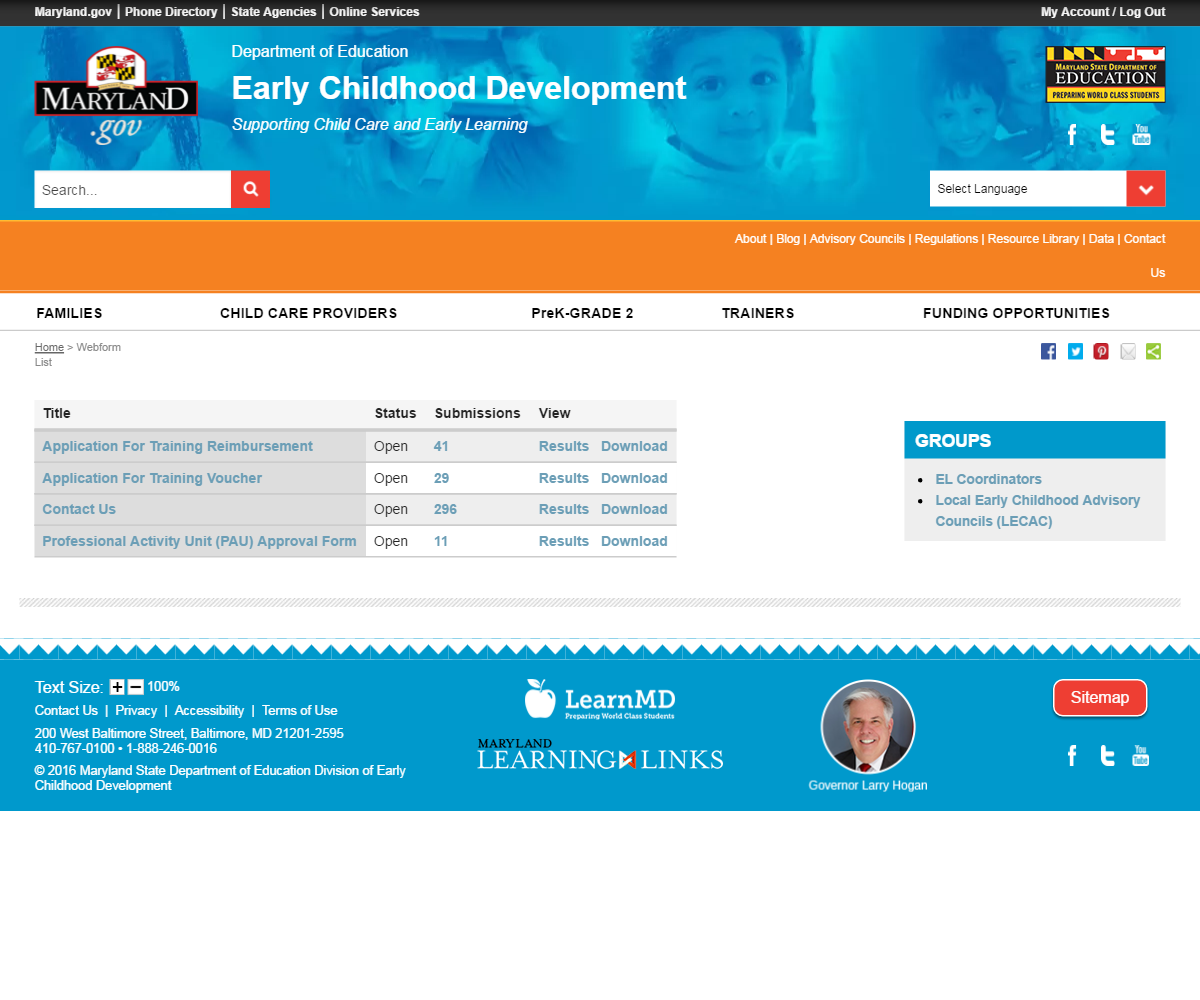 Maryland.gov | Phone Directory | State Agencies | Online Services
My Account / Log Out
MARYLAND
.gov
Department of Education
Early Childhood Development
Supporting Child Care and Early Learning
MARYLAND STATE DEPARTMENT OF
EDUCATION
PREPARING WORLD CLASS STUDENTS
f t You Tube
Search...
Select Language
About | Blog | Advisory Councils | Regulations | Resource Library | Data | Contact
Us
FAMILIES CHILD CARE PROVIDERS PreK-GRADE 2 TRAINERS FUNDING OPPORTUNITIES
Home > Webform
List
Title Status Submissions View
Application For Training Reimbursement Open 41 Results Download
Application For Training Voucher Open 29 Results Download
Contact Us Open 296 Results Download
Professional Activity Unit (PAU) Approval Form Open 11 Results Download
GROUPS
EL Coordinators
Local Early Childhood Advisory
Councils (LECAC)
Text Size: + − 100%
Contact Us | Privacy | Accessibility | Terms of Use
200 West Baltimore Street, Baltimore, MD 21201-2595
410-767-0100 • 1-888-246-0016
© 2016 Maryland State Department of Education Division of Early
Childhood Development
LearnMD
Preparing World Class Students
MARYLAND
LEARNING LINKS
Governor Larry Hogan
Sitemap
f t You Tube